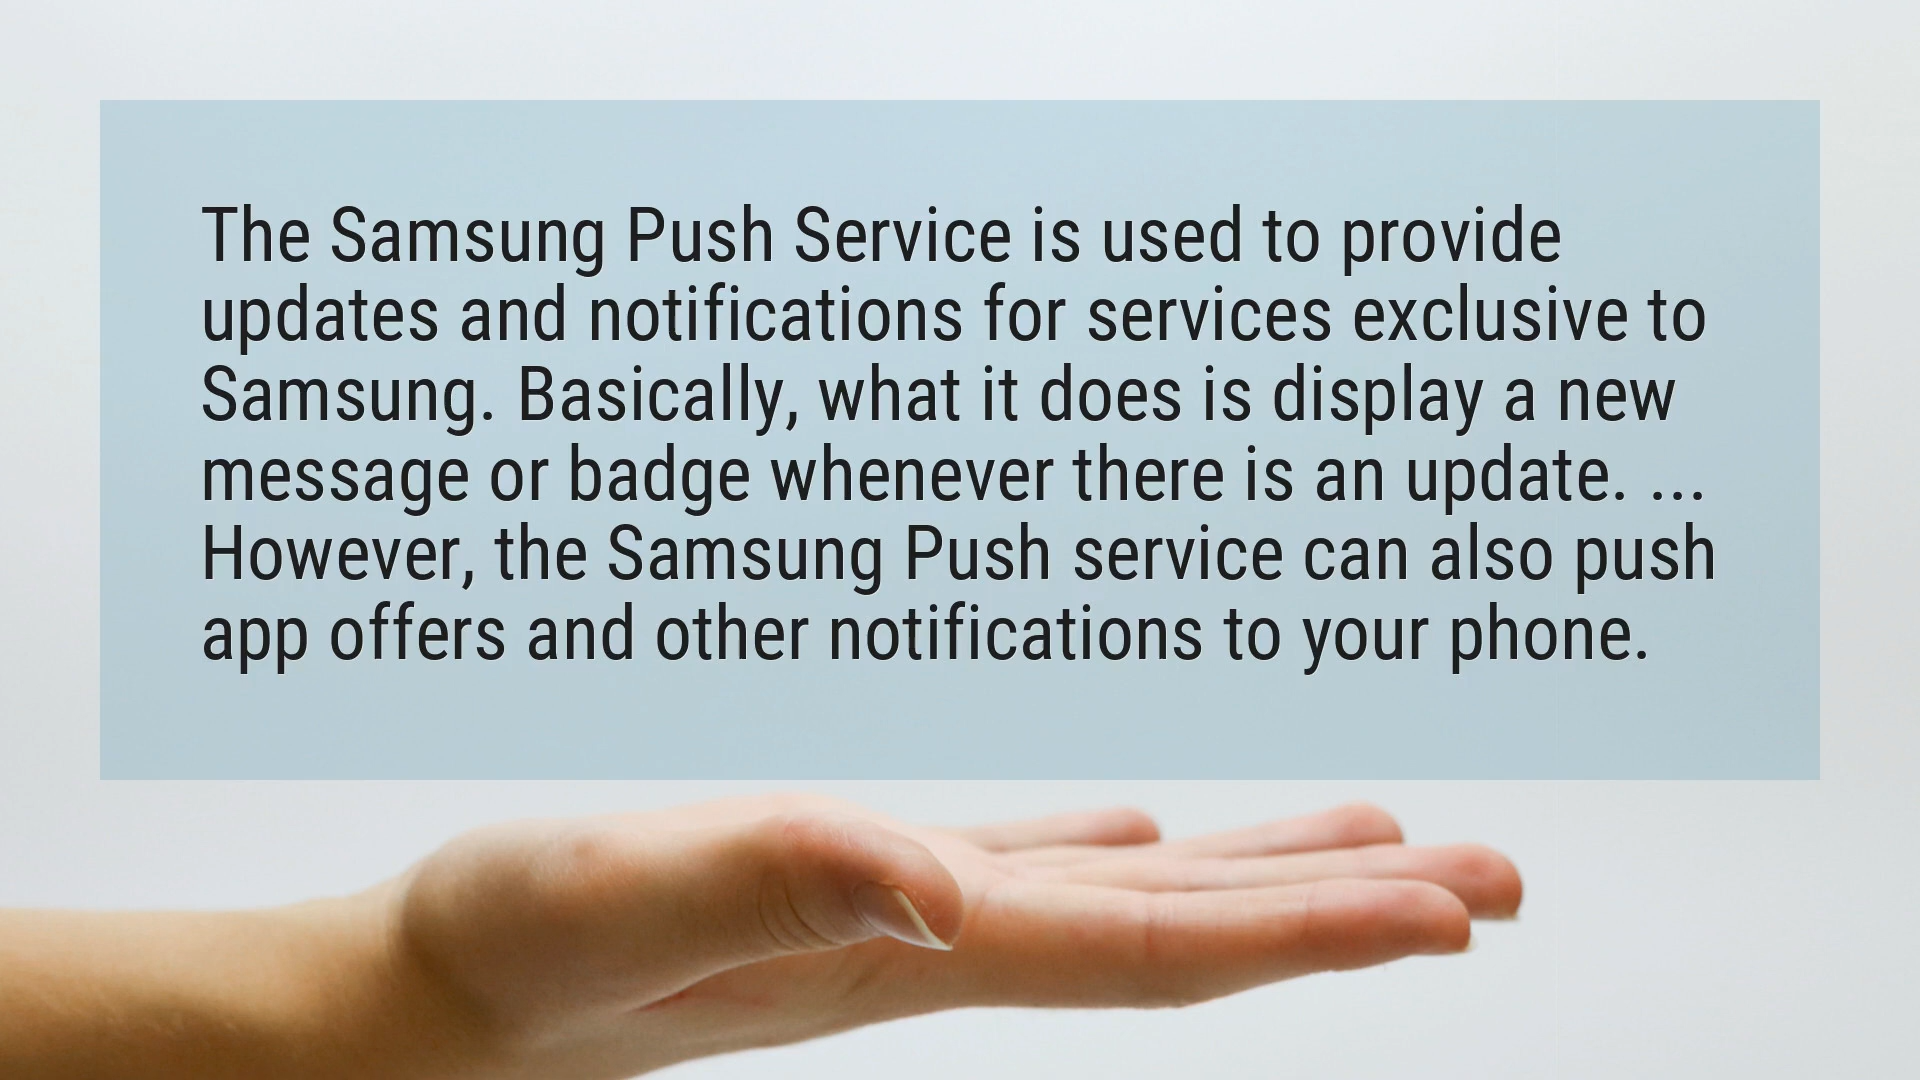 The Samsung Push Service is used to provide
updates and notifications for services exclusive to
Samsung. Basically, what it does is display a new
message or badge whenever there is an update. ...
However, the Samsung Push service can also push
app offers and other notifications to your phone.